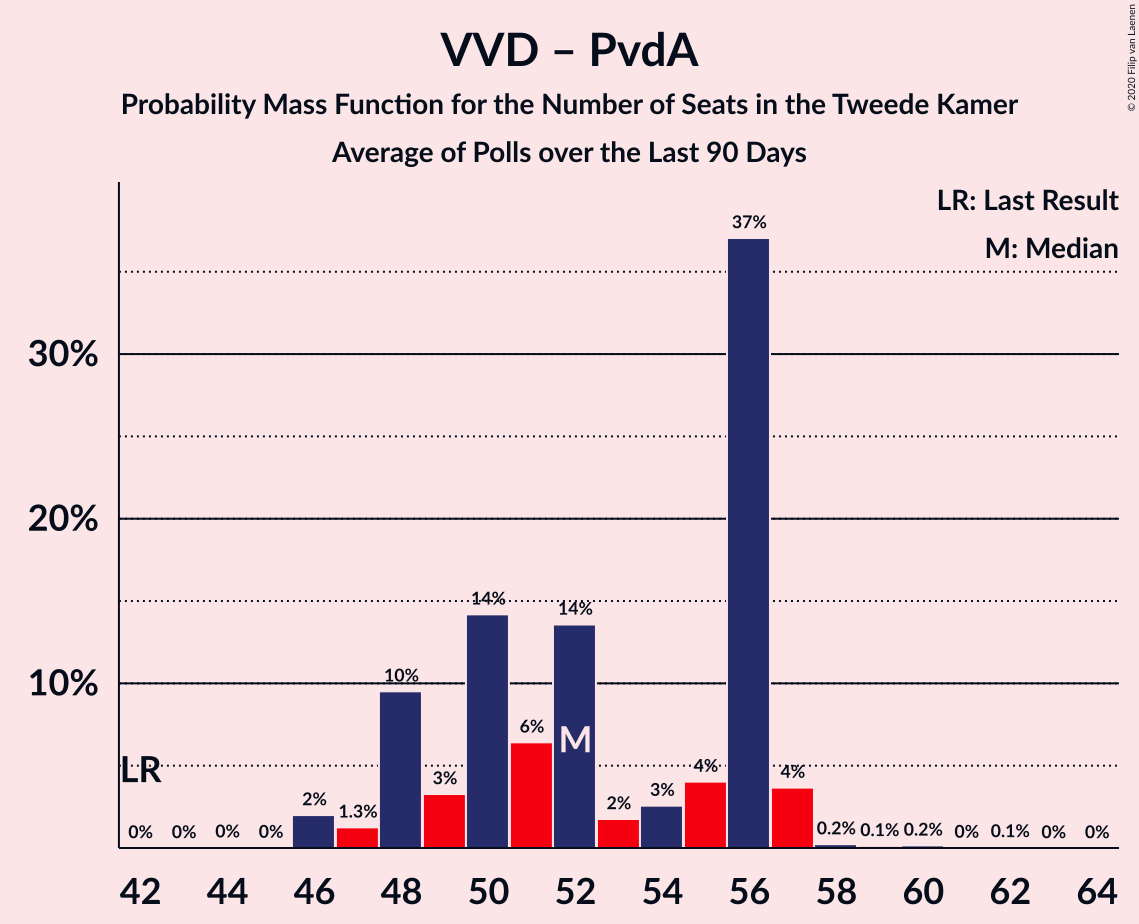 VVD – PvdA
Probability Mass Function for the Number of Seats in the Tweede Kamer
Average of Polls over the Last 90 Days
© 2020 Filip van Laenen
LR: Last Result
M: Median
37%
30%
20%
14%
14%
10%
10%
6%
M
LR
4%
4%
3%
3%
2%
2%
1.3%
0%
0%
0%
0%
0.2%
0.1%
0.2%
0%
0.1%
0%
0%
42 44 46 48 50 52 54 56 58 60 62 64